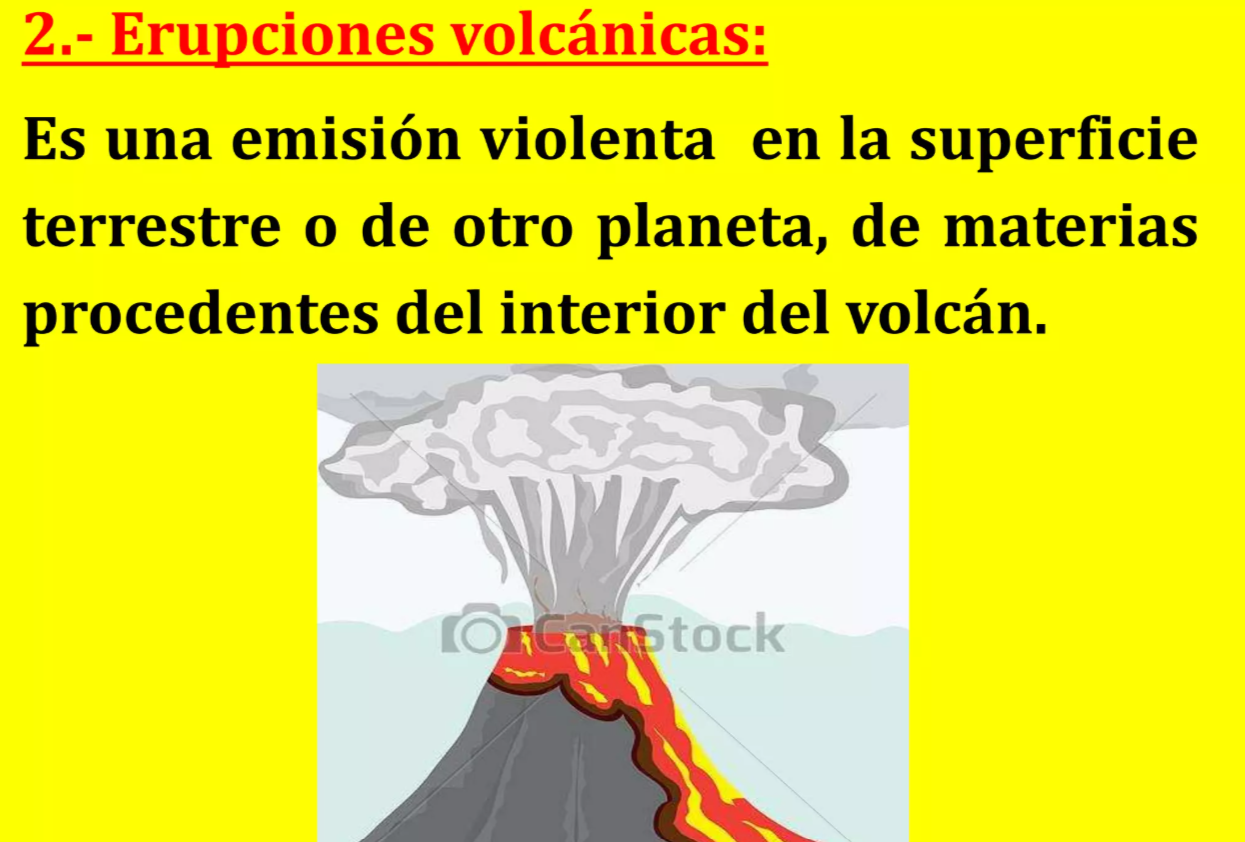 2.- Erupciones volcánicas:
Es una emisión violenta en la superficie
terrestre o de otro planeta, de materias
procedentes del interior del volcán.
CanStock